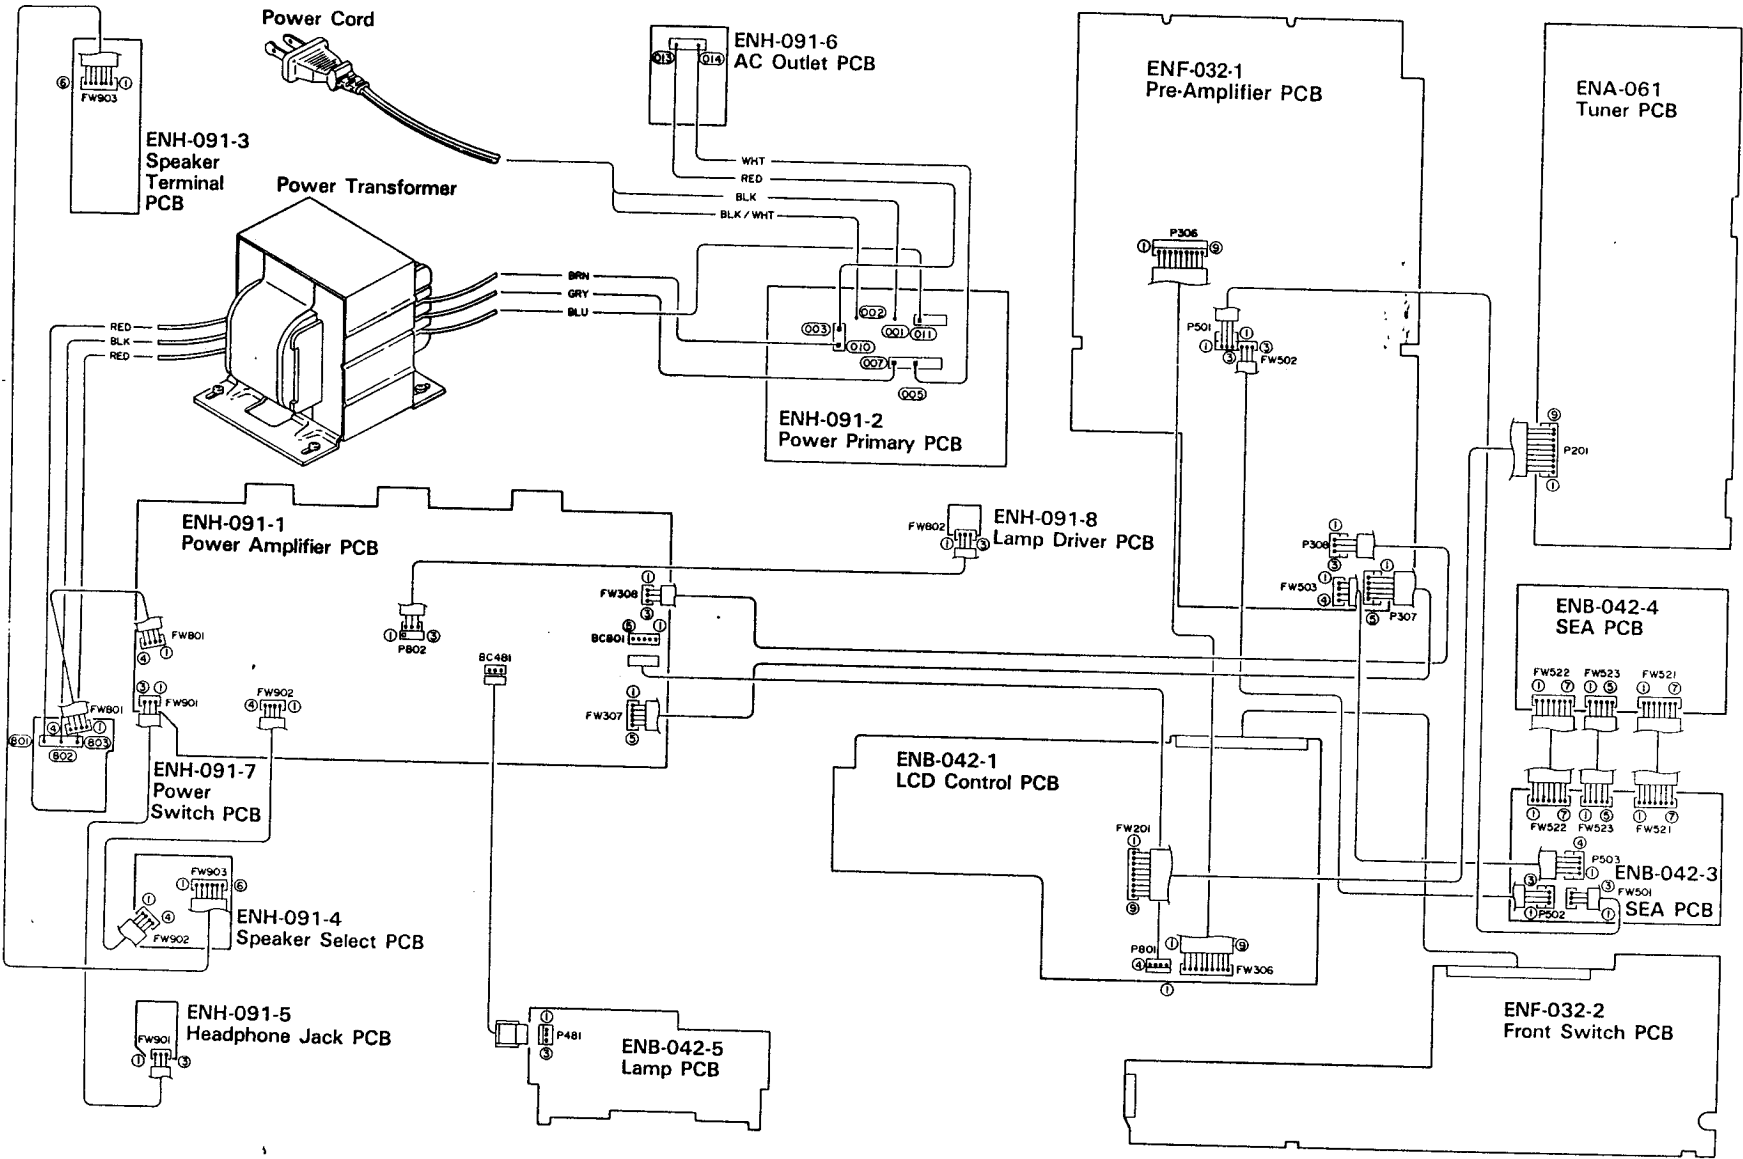 Power Cord
ENH-091-6
AC Outlet PCB
013
014
ENF-032-1
Pre-Amplifier PCB
ENA-061
Tuner PCB
6
1
FW903
ENH-091-3
Speaker
Terminal
PCB
Power Transformer
WHT
RED
BLK
BLK/WHT
BRN
GRY
BLU
RED
BLK
RED
002
003
001
011
010
007
005
ENH-091-2
Power Primary PCB
P306
1
9
P501
1
1
3
3
FW502
9
P201
1
ENH-091-1
Power Amplifier PCB
FW802
1
3
ENH-091-8
Lamp Driver PCB
1
P308
3
1
FW503
4
1
5
P307
FW308
1
3
BC801
5
1
1
3
P802
BC481
1
FW307
5
FW801
4
1
3
1
FW901
FW902
4
1
FW801
4
1
801
802
803
ENH-091-7
Power
Switch PCB
ENB-042-4
SEA PCB
FW522
FW523
FW521
1
7
1
5
1
7
1
7
1
5
1
7
FW522
FW523
FW521
4
P503
1
ENB-042-3
SEA PCB
3
1
P502
3
FW501
1
ENB-042-1
LCD Control PCB
FW201
1
9
P801
4
1
1
9
FW306
FW903
1
6
1
4
FW902
ENH-091-4
Speaker Select PCB
ENH-091-5
Headphone Jack PCB
FW901
1
3
1
P481
3
ENB-042-5
Lamp PCB
ENF-032-2
Front Switch PCB